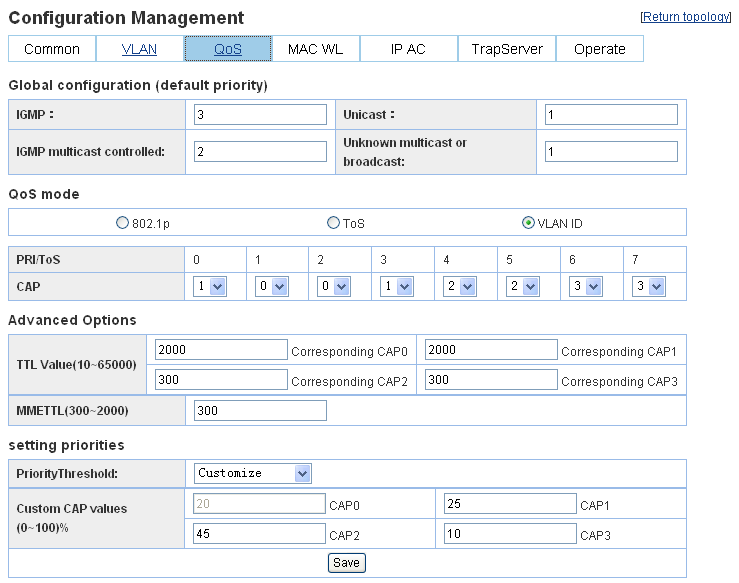 Configuration Management [Return topology]
Common VLAN QoS MAC WL IP AC TrapServer Operate
Global configuration (default priority)
IGMP : 3 Unicast : 1
IGMP multicast controlled: 2 Unknown multicast or broadcast: 1
QoS mode
802.1p ToS VLAN ID
PRI/ToS 0 1 2 3 4 5 6 7
CAP 1 0 0 1 2 2 3 3
Advanced Options
TTL Value(10~65000) 2000 Corresponding CAP0 2000 Corresponding CAP1
300 Corresponding CAP2 300 Corresponding CAP3
MMETTL(300~2000) 300
setting priorities
PriorityThreshold: Customize
Custom CAP values (0~100)% 20 CAP0 25 CAP1
45 CAP2 10 CAP3
Save